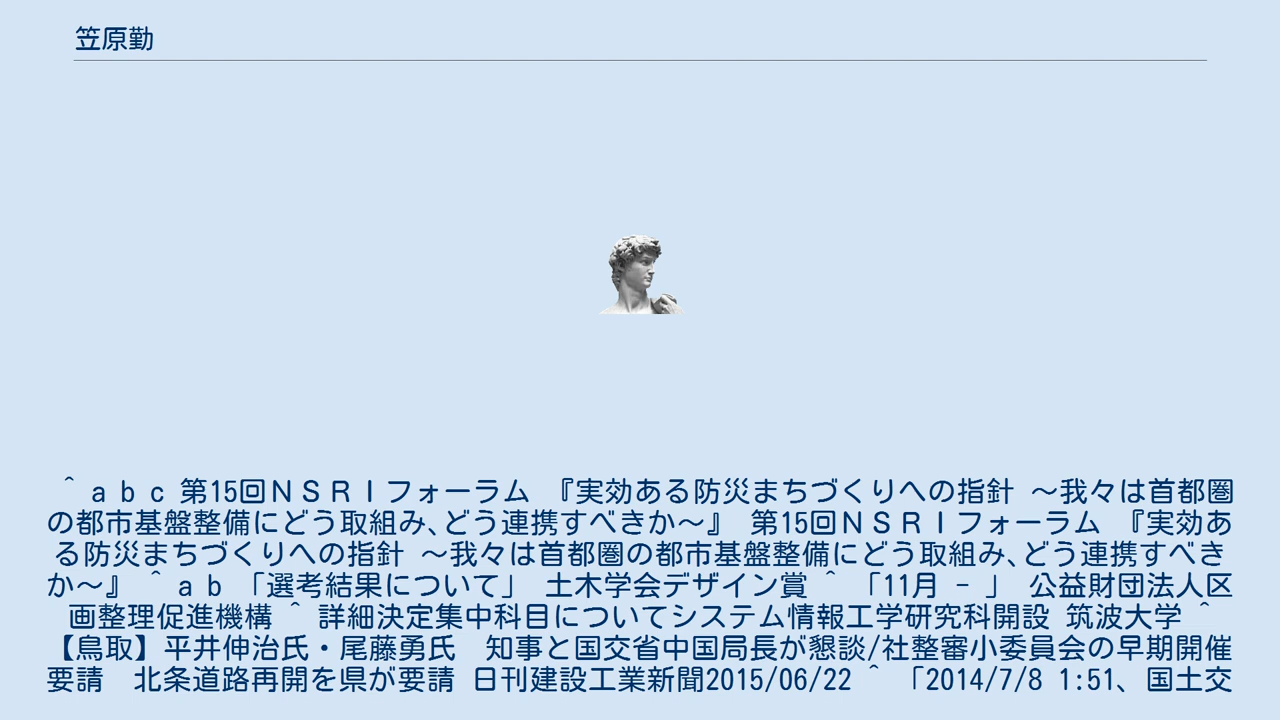 笠原勤
^ a b c 第15回ＮＳＲＩフォーラム 『実効ある防災まちづくりへの指針 〜我々は首都圏
の都市基盤整備にどう取組み、どう連携すべきか〜』 第15回ＮＳＲＩフォーラム 『実効あ
る防災まちづくりへの指針 〜我々は首都圏の都市基盤整備にどう取組み、どう連携すべき
か〜』 ^ a b 「選考結果について」 土木学会デザイン賞 ^ 「11月 - 」 公益財団法人区
画整理促進機構 ^ 詳細決定集中科目についてシステム情報工学研究科開設 筑波大学 ^
【鳥取】平井伸治氏・尾藤勇氏　知事と国交省中国局長が懇談/社整審小委員会の早期開催
要請　北条道路再開を県が要請 日刊建設工業新聞2015/06/22 ^ 「2014/7/8 1:51、国土交